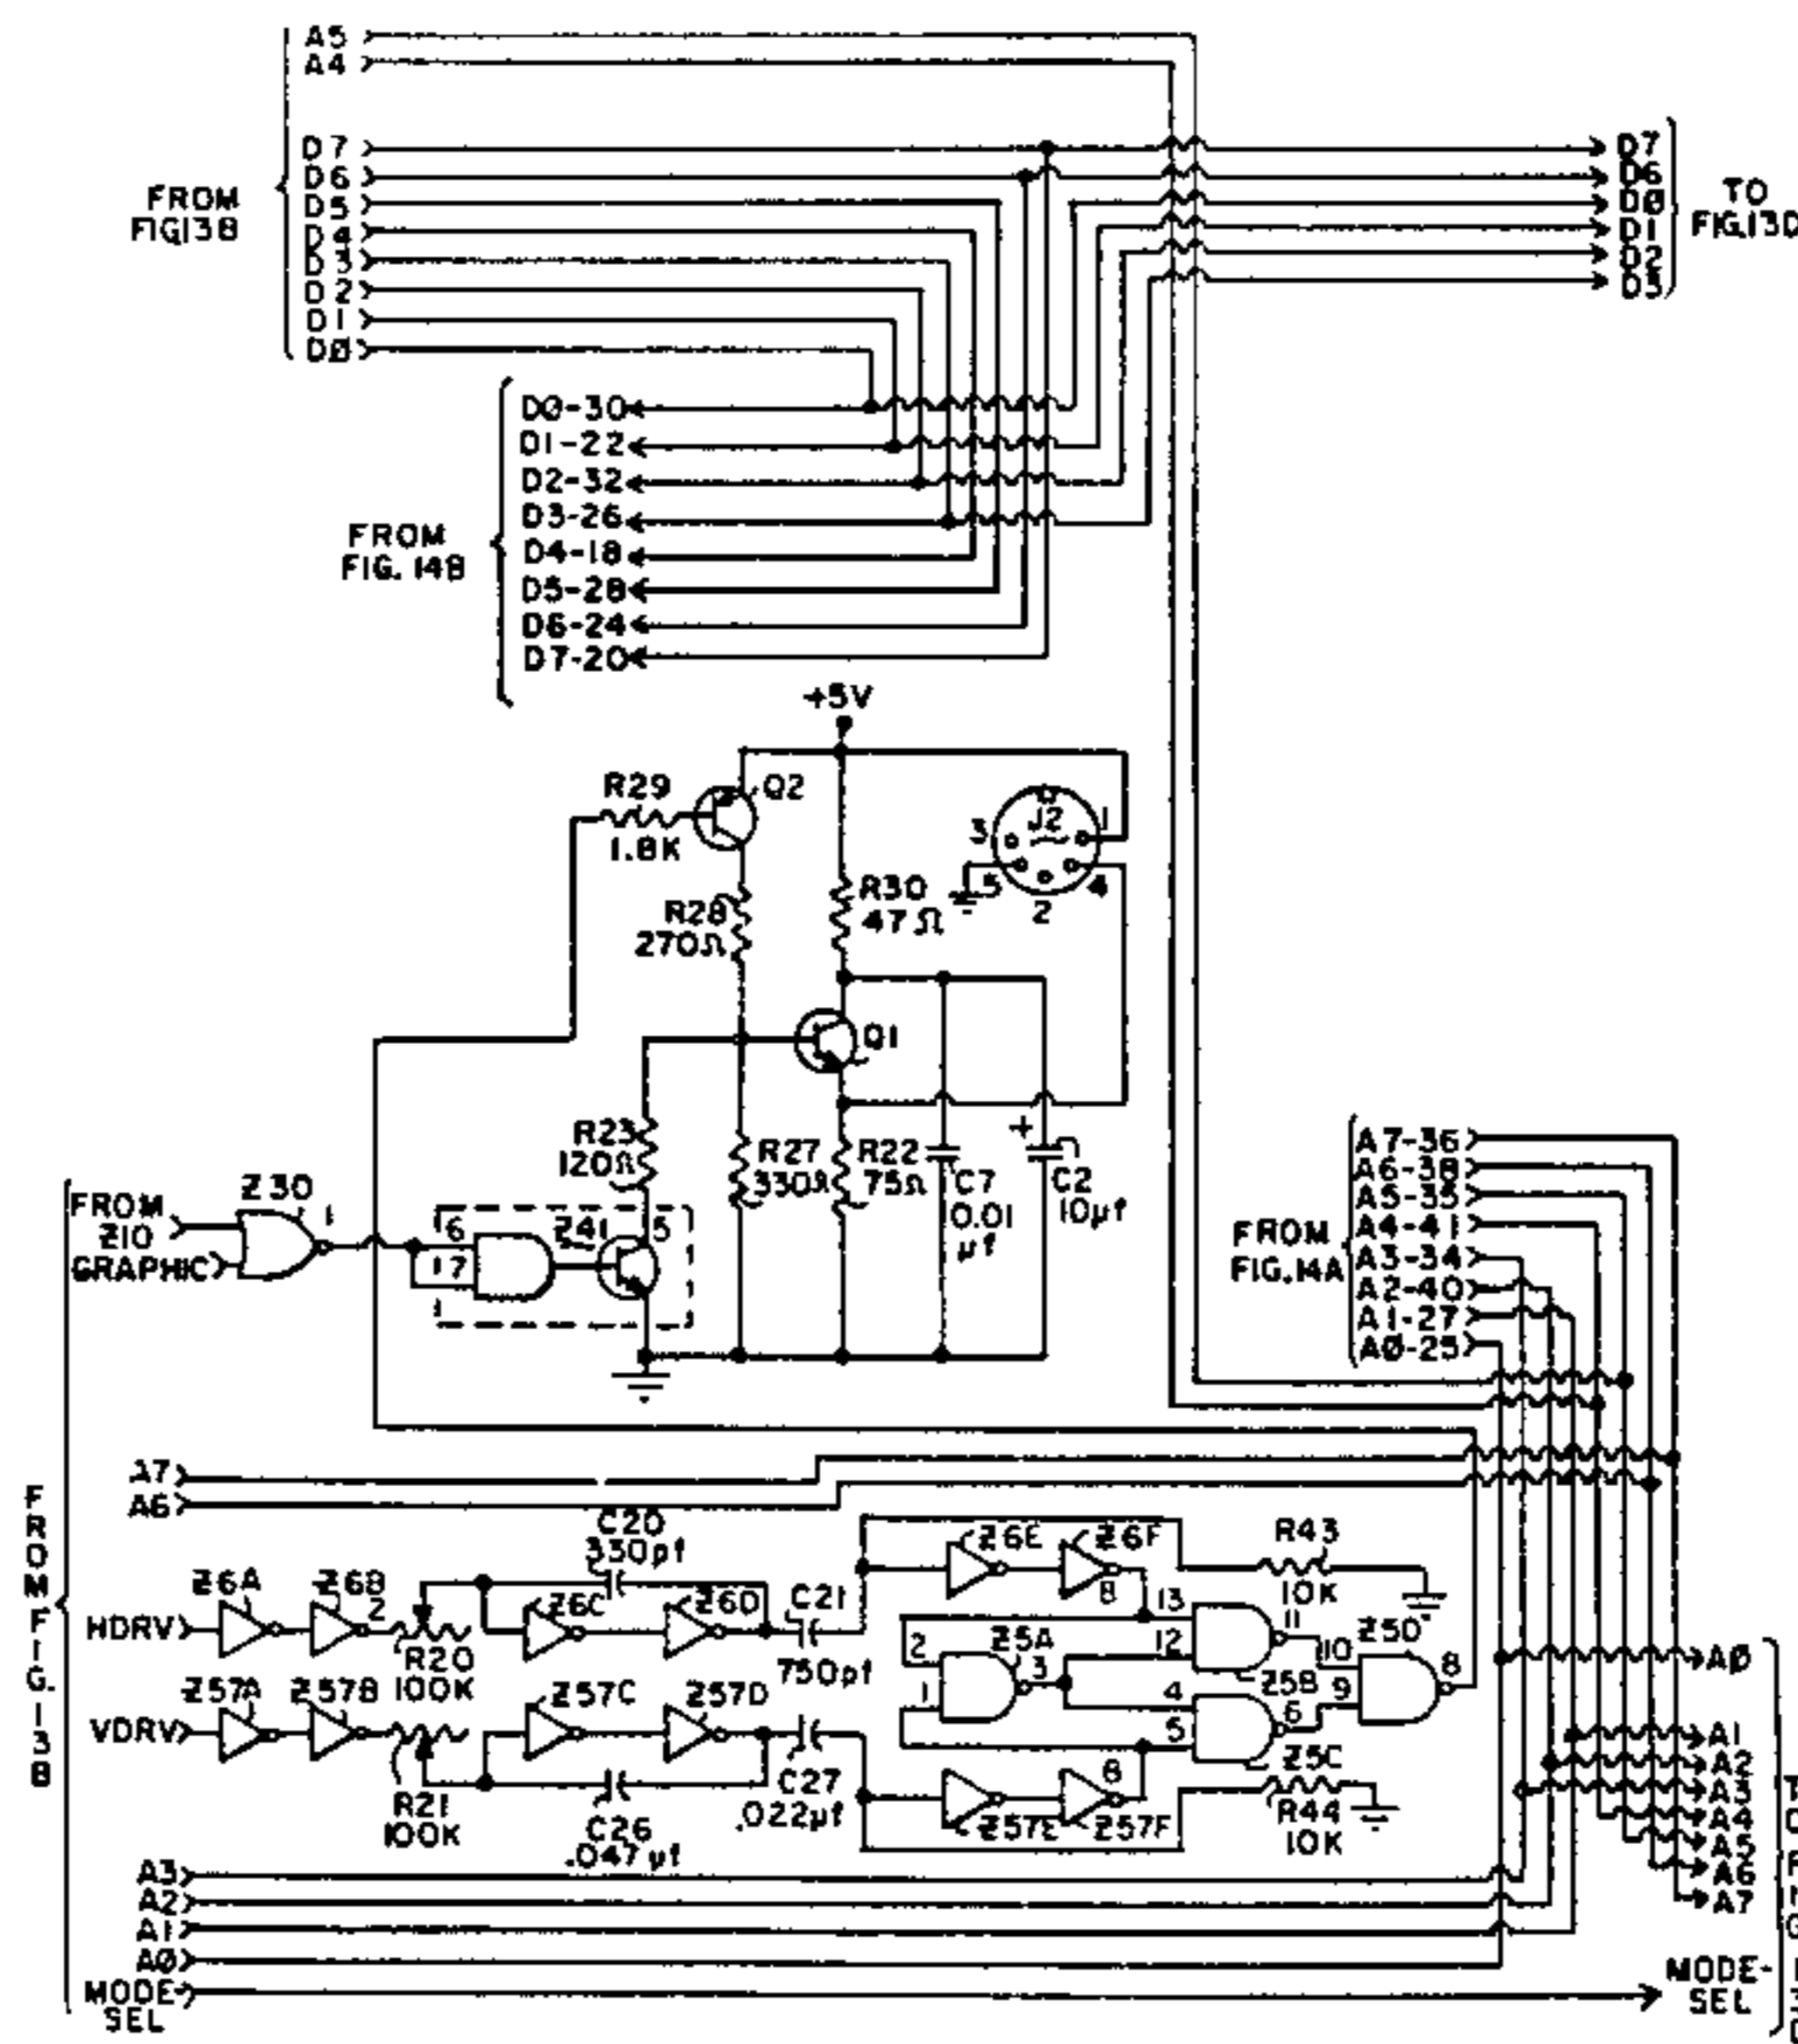 A5
A4
D7
D6
D5
D4
D3
D2
D1
DØ
FROM
FIG13B
D7
D6
DØ
D1
D2
D3
TO
FIG.13D
DØ-30
D1-22
D2-32
D3-26
D4-18
D5-28
D6-24
D7-20
FROM
FIG. 14B
+5V
R29
1.8K
Q2
J2
3
1
5
4
2
R28
270Ω
R30
47Ω
Q1
R23
120Ω
R27
330Ω
R22
75Ω
C7
0.01
µf
+
C2
10µf
FROM
Z10
GRAPHIC
Z30
1
6
7
1
Z41
5
A7-36
A6-38
A5-35
A4-41
A3-34
A2-40
A1-27
AØ-25
FROM
FIG.14A
A7
A6
FROM FIG. 13B
C20
330pf
Z6A
Z6B
2
HDRV
R20
100K
Z6C
Z6D
C21
750pf
Z6E
Z6F
8
R43
10K
13
12
11
Z5B
2
1
Z5A
3
10
9
Z5D
8
4
5
6
Z5C
Z57A
Z57B
VDRV
R21
100K
Z57C
Z57D
C26
.047µf
C27
.022µf
Z57E
8
Z57F
R44
10K
AØ
A1
A2
A3
A4
A5
A6
A7
A3
A2
A1
AØ
MODE-
SEL
MODE-
SEL